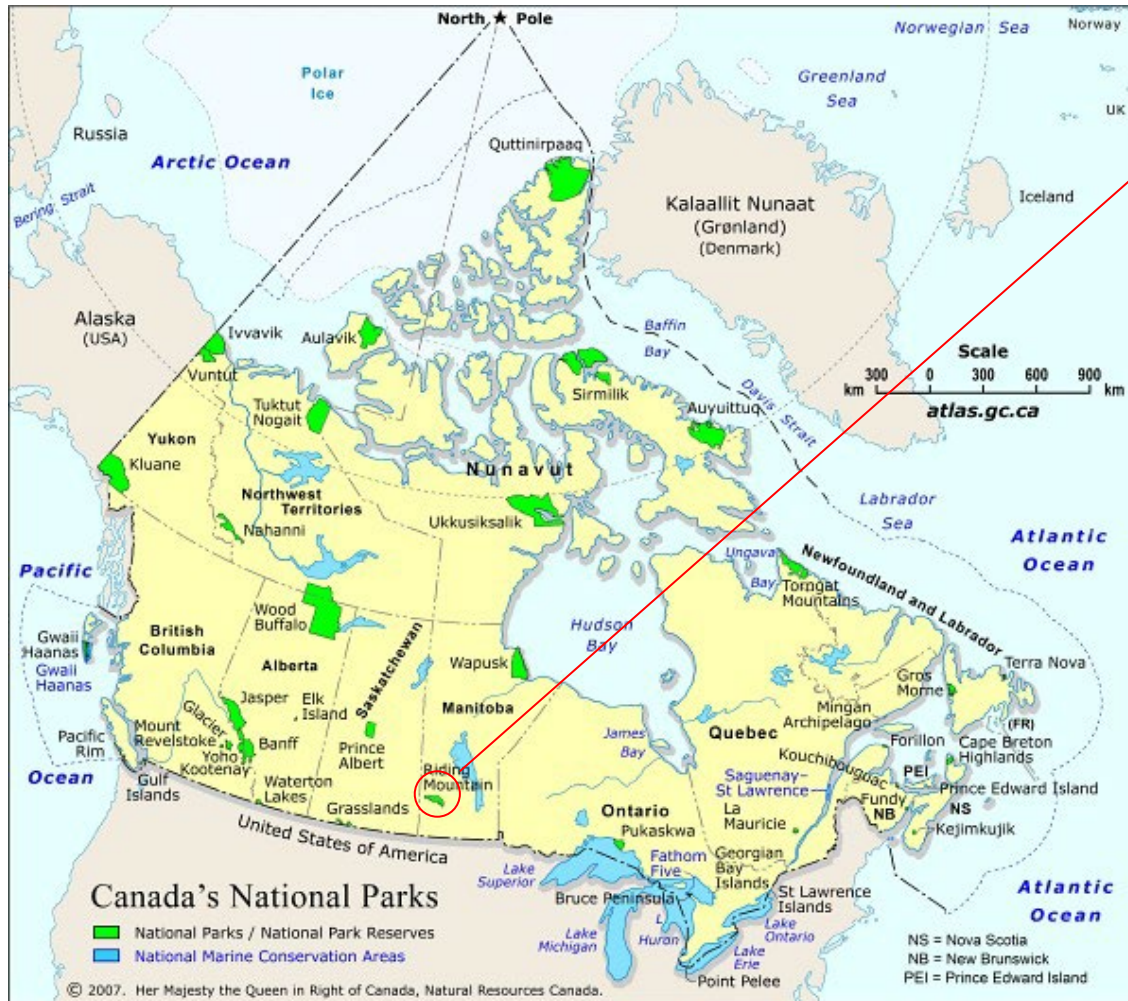 North ★ Pole
Norwegian Sea
Norway
Polar
Ice
Greenland
Sea
UK
Russia
Arctic Ocean
Quttinirpaaq
Bering Strait
Kalaallit Nunaat
(Grønland)
(Denmark)
Iceland
Alaska
(USA)
Ivvavik
Aulavik
Baffin
Bay
Scale
km 300 0 300 600 900 km
atlas.gc.ca
Vuntut
Sirmilik
Davis Strait
Tuktut
Nogait
Auyuittuq
Yukon
Kluane
Nunavut
Northwest
Territories
Ukkusiksalik
Labrador
Sea
Nahanni
Atlantic
Ocean
Pacific
Ocean
Ungava
Bay
Torngat
Mountains
Newfoundland and Labrador
Wood
Buffalo
Hudson
Bay
British
Columbia
Gwaii
Haanas
Gwaii
Haanas
Alberta
Saskatchewan
Wapusk
Terra Nova
Gros
Morne
Jasper
Elk
Island
Manitoba
Mingan
Archipelago
(FR)
Glacier
Mount
Revelstoke
Yoho
Kootenay
Banff
Prince
Albert
James
Bay
Quebec
Forillon
Cape Breton
Highlands
Pacific
Rim
Kouchibouguac
PEI
Gulf
Islands
Waterton
Lakes
Riding
Mountain
Saguenay-
St Lawrence
Prince Edward Island
Grasslands
Ontario
La
Mauricie
Fundy
NB
NS
United States of America
Pukaskwa
Kejimkujik
Lake
Superior
Fathom
Five
Georgian
Bay
Islands
Bruce Peninsula
St Lawrence
Islands
Canada's National Parks
L
Huron
Lake
Ontario
Atlantic
Ocean
National Parks / National Park Reserves
Lake
Michigan
Lake
Erie
National Marine Conservation Areas
Point Pelee
NS = Nova Scotia
NB = New Brunswick
PEI = Prince Edward Island
© 2007. Her Majesty the Queen in Right of Canada, Natural Resources Canada.